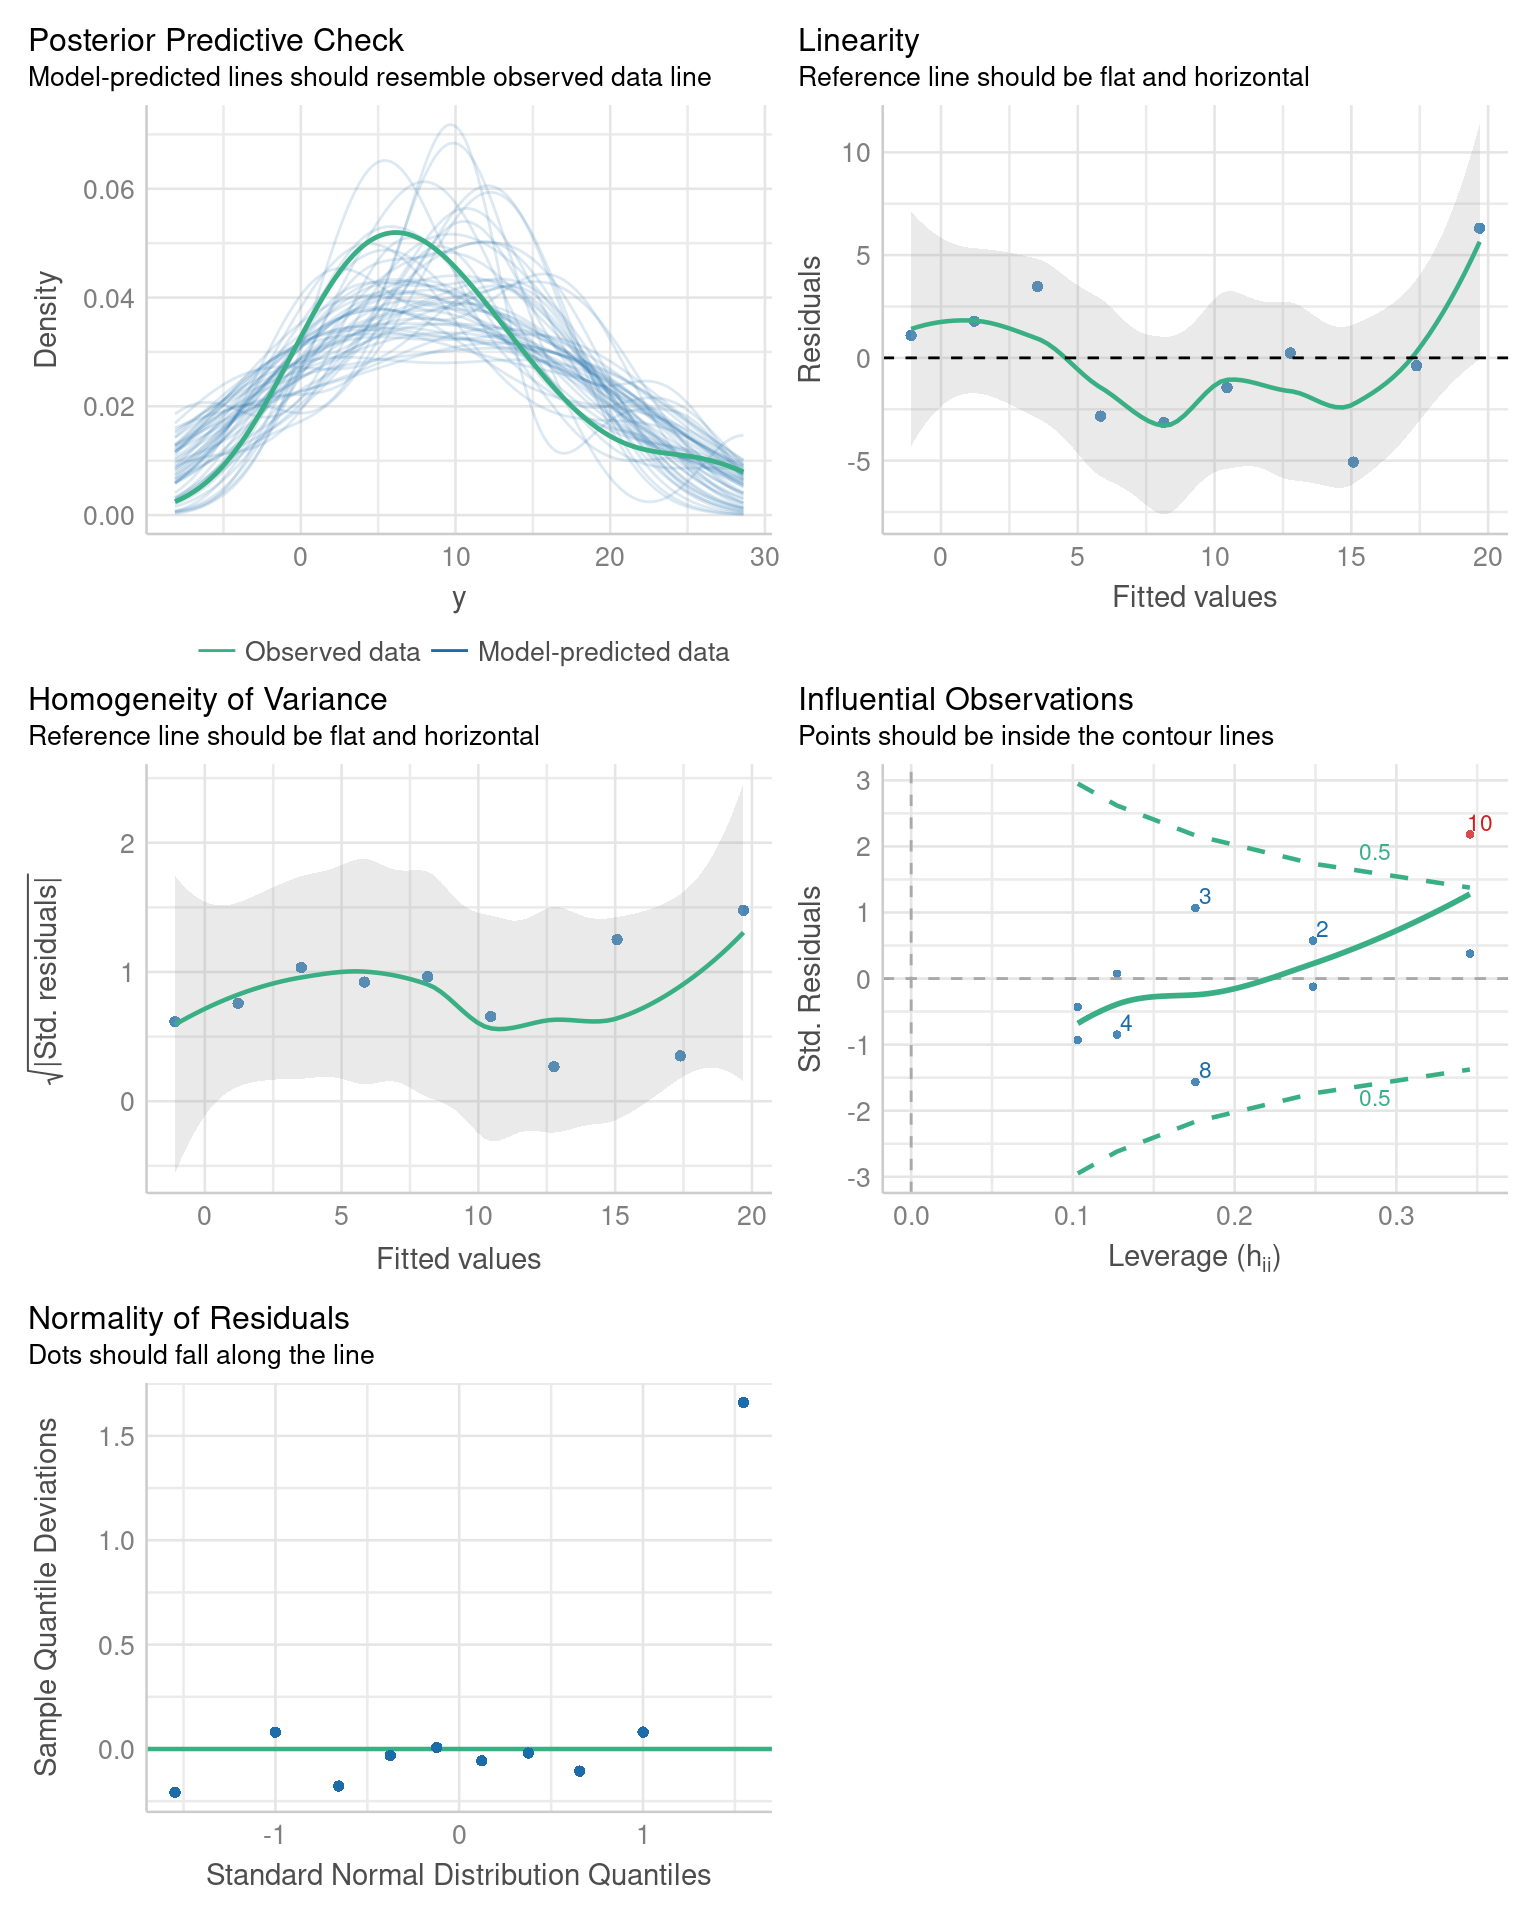 Posterior Predictive Check
Model-predicted lines should resemble observed data line
0.06
0.04
0.02
0.00
Density
0 10 20 30
y
Observed data Model-predicted data
Linearity
Reference line should be flat and horizontal
10
5
0
-5
Residuals
0 5 10 15 20
Fitted values
Homogeneity of Variance
Reference line should be flat and horizontal
2
1
0
√|Std. residuals|
0 5 10 15 20
Fitted values
Influential Observations
Points should be inside the contour lines
3
2
1
0
-1
-2
-3
Std. Residuals
10
0.5
3
2
4
8
0.5
0.0 0.1 0.2 0.3
Leverage (hii)
Normality of Residuals
Dots should fall along the line
1.5
1.0
0.5
0.0
Sample Quantile Deviations
-1 0 1
Standard Normal Distribution Quantiles